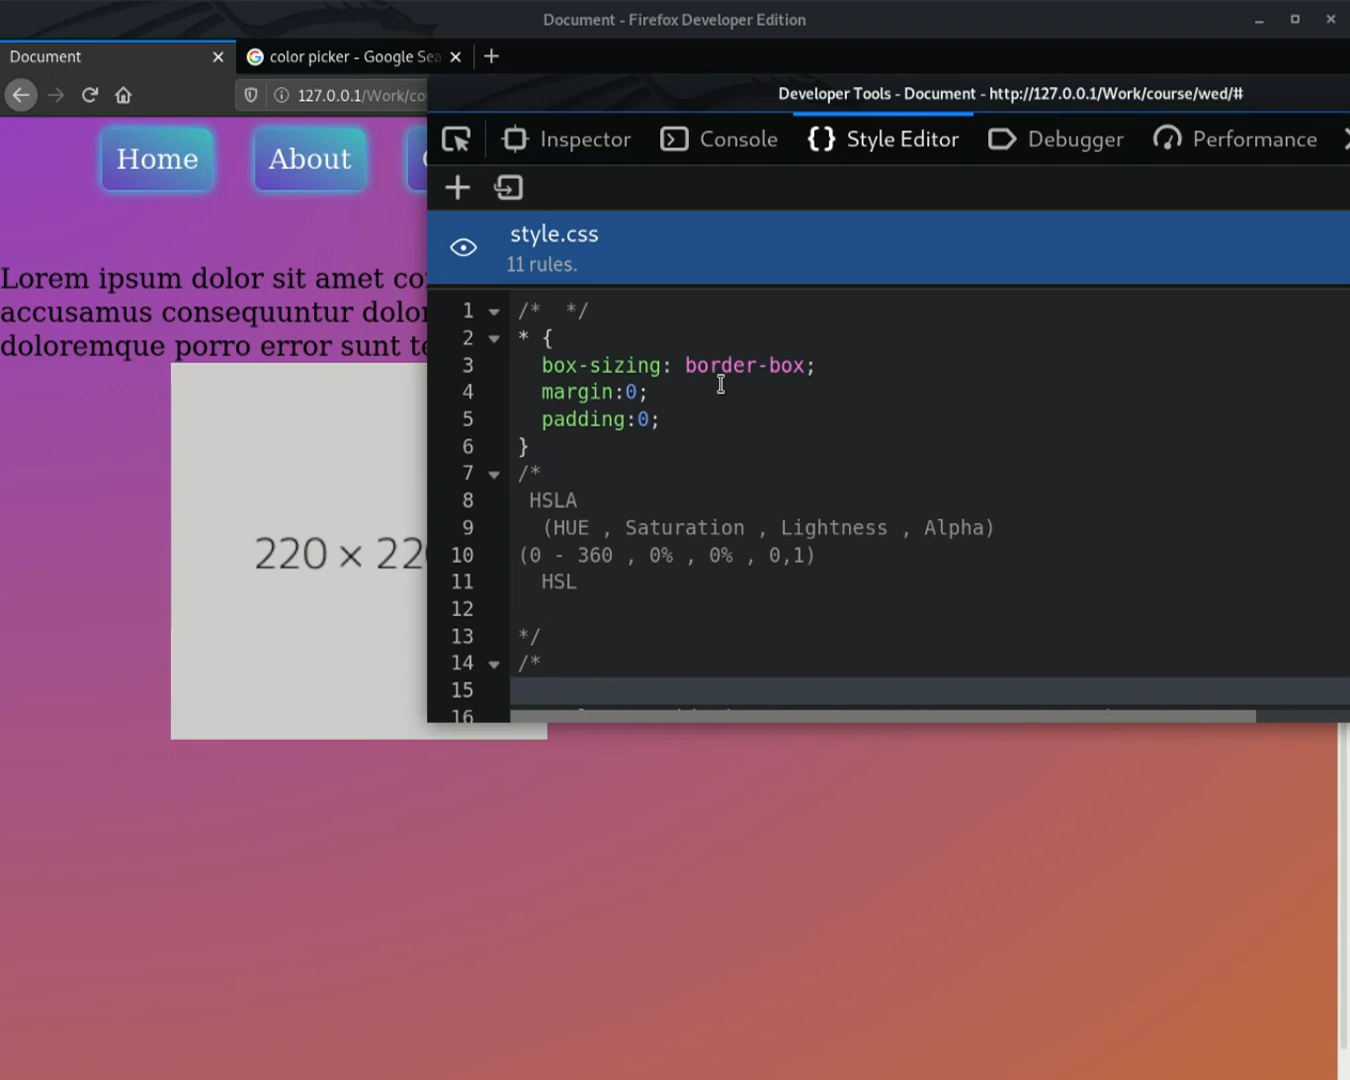 Document - Firefox Developer Edition
Document
color picker - Google Sea
127.0.0.1/Work/co
Developer Tools - Document - http://127.0.0.1/Work/course/wed/#
Inspector
Console
{} Style Editor
Debugger
Performance
Home
About
style.css
11 rules.
Lorem ipsum dolor sit amet
accusamus consequuntur
doloremque porro error sunt
220 × 22
1 /*  */
2 * {
3 box-sizing: border-box;
4 margin:0;
5 padding:0;
6 }
7 /*
8 HSLA
9 (HUE , Saturation , Lightness , Alpha)
10 (0 - 360 , 0% , 0% , 0,1)
11 HSL
12
13 */
14 /*
15
16